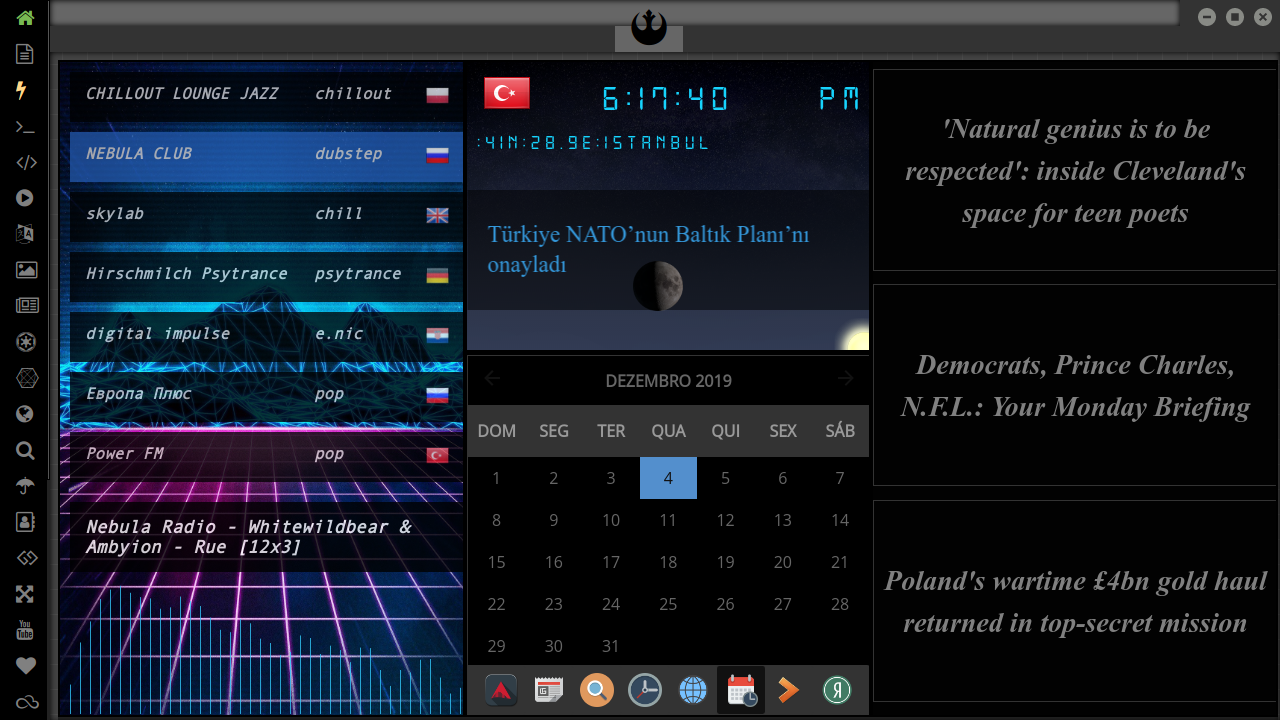 CHILLOUT LOUNGE JAZZ chillout
NEBULA CLUB dubstep
skylab chill
Hirschmilch Psytrance psytrance
digital impulse e.nic
Европа Плюс pop
Power FM pop
Nebula Radio - Whitewildbear &
Ambyion - Rue [12x3]
6:17:40 PM
:41N:28.9E:ISTANBUL
Türkiye NATO’nun Baltık Planı’nı
onayladı
DEZEMBRO 2019
DOM SEG TER QUA QUI SEX SÁB
1 2 3 4 5 6 7
8 9 10 11 12 13 14
15 16 17 18 19 20 21
22 23 24 25 26 27 28
29 30 31
'Natural genius is to be
respected': inside Cleveland's
space for teen poets
Democrats, Prince Charles,
N.F.L.: Your Monday Briefing
Poland's wartime £4bn gold haul
returned in top-secret mission
You
Tube
Я